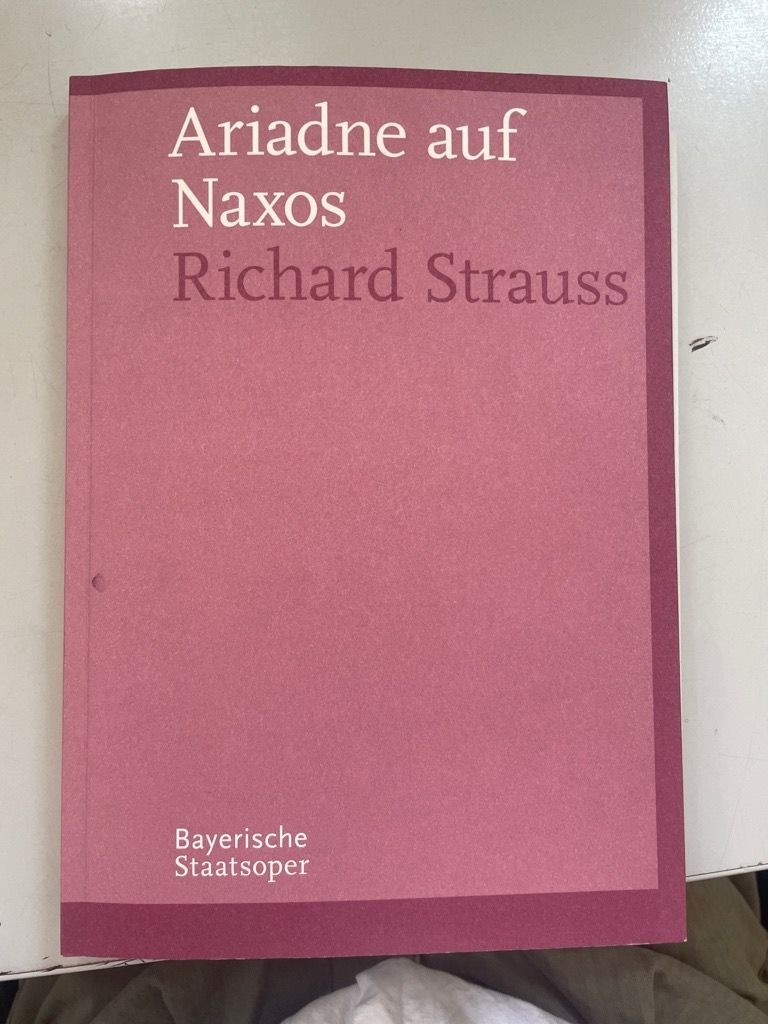 Ariadne auf
Naxos
Richard Strauss
Bayerische
Staatsoper